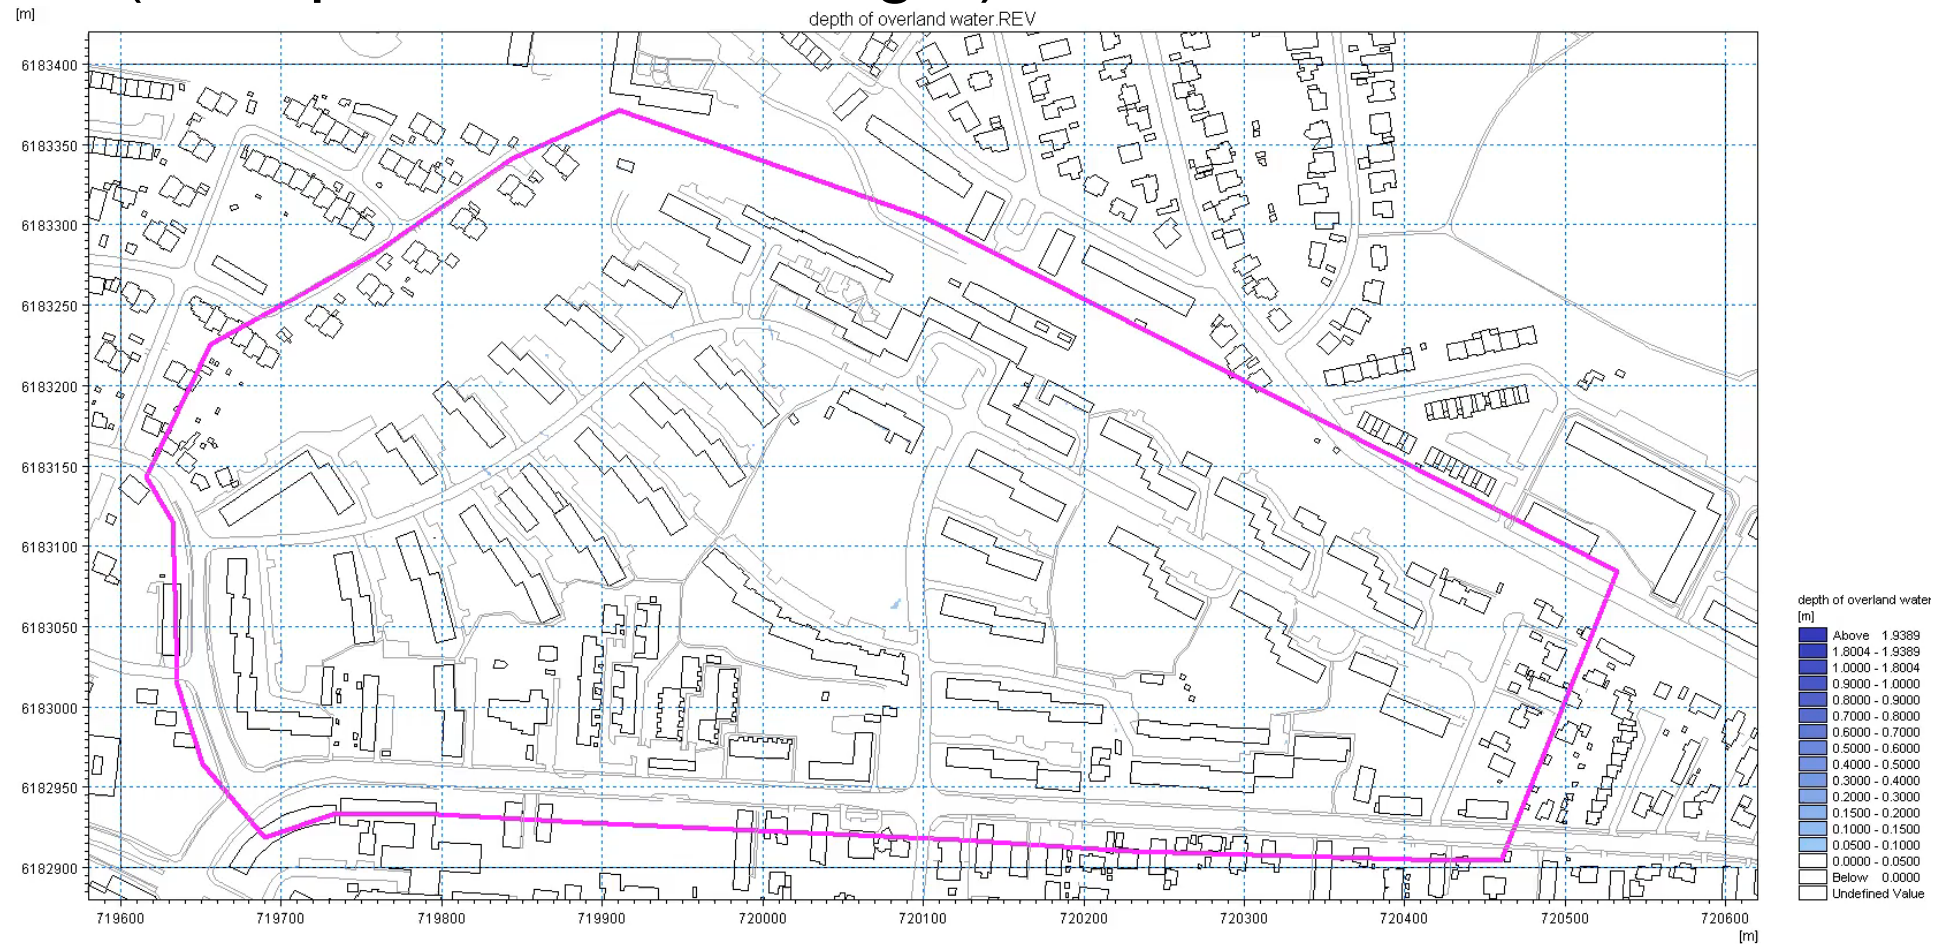 [m]
depth of overland water.REV
6183400
6183350
6183300
6183250
6183200
6183150
6183100
6183050
6183000
6182950
6182900
719600 719700 719800 719900 720000 720100 720200 720300 720400 720500 720600
[m]
depth of overland water
[m]
Above 1.9389
1.8004 - 1.9389
1.0000 - 1.8004
0.9000 - 1.0000
0.6000 - 0.9000
0.7000 - 0.8000
0.6000 - 0.7000
0.5000 - 0.6000
0.4000 - 0.5000
0.3000 - 0.4000
0.2000 - 0.3000
0.1500 - 0.2000
0.1000 - 0.1500
0.0500 - 0.1000
0.0000 - 0.0500
Below 0.0000
Undefined Value